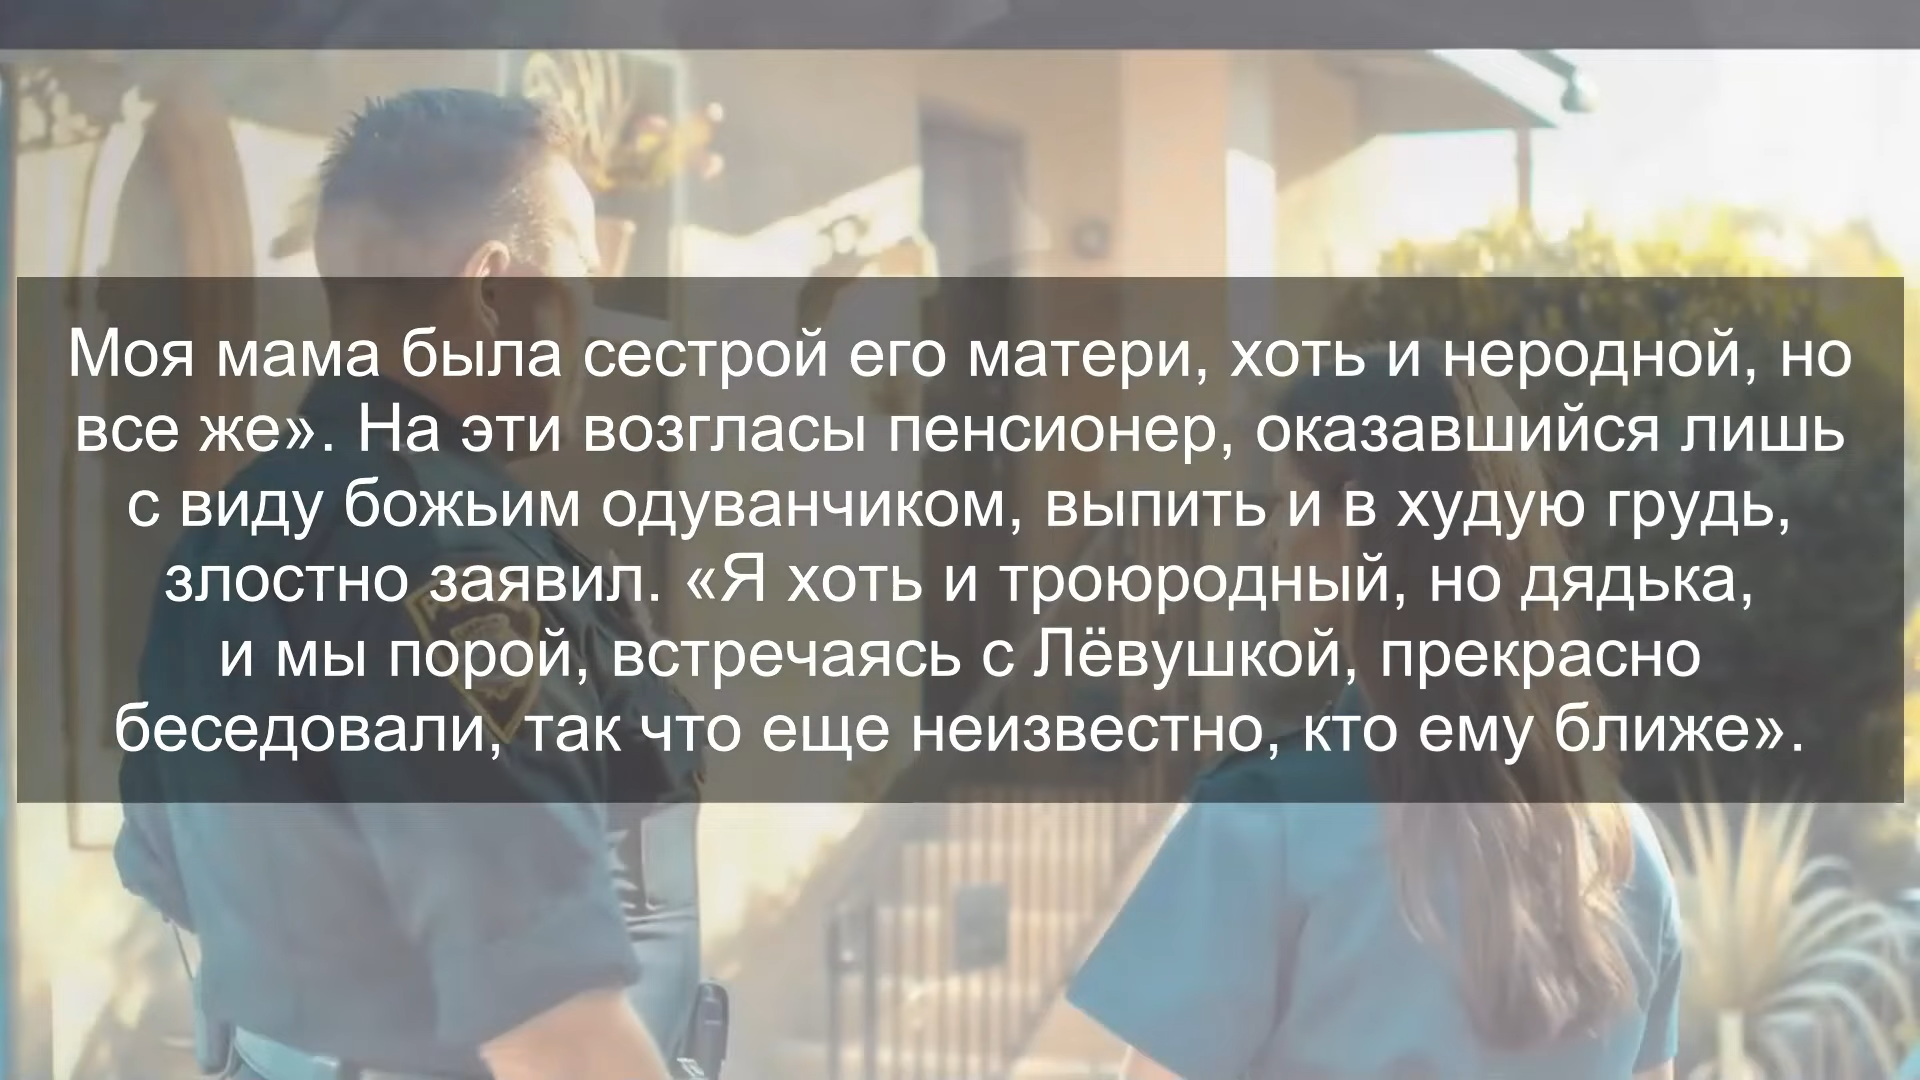 Моя мама была сестрой его матери, хоть и неродной, но
все же». На эти возгласы пенсионер, оказавшийся лишь
с виду божьим одуванчиком, выпить и в худую грудь,
злостно заявил. «Я хоть и троюродный, но дядька,
и мы порой, встречаясь с Лёвушкой, прекрасно
беседовали, так что еще неизвестно, кто ему ближе».